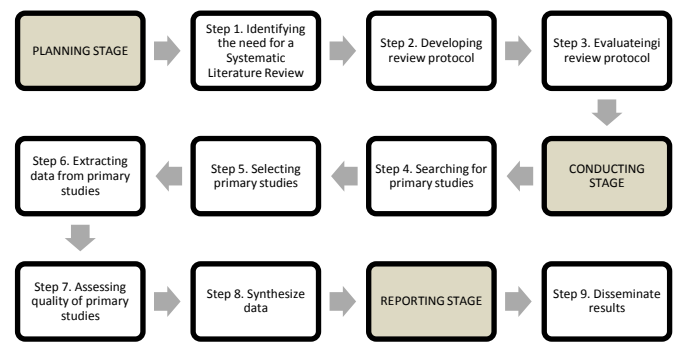 PLANNING STAGE
Step 1. Identifying
the need for a
Systematic
Literature Review
Step 2. Developing
review protocol
Step 3. Evaluateingi
review protocol
CONDUCTING
STAGE
Step 4. Searching for
primary studies
Step 5. Selecting
primary studies
Step 6. Extracting
data from primary
studies
Step 7. Assessing
quality of primary
studies
Step 8. Synthesize
data
REPORTING STAGE
Step 9. Disseminate
results